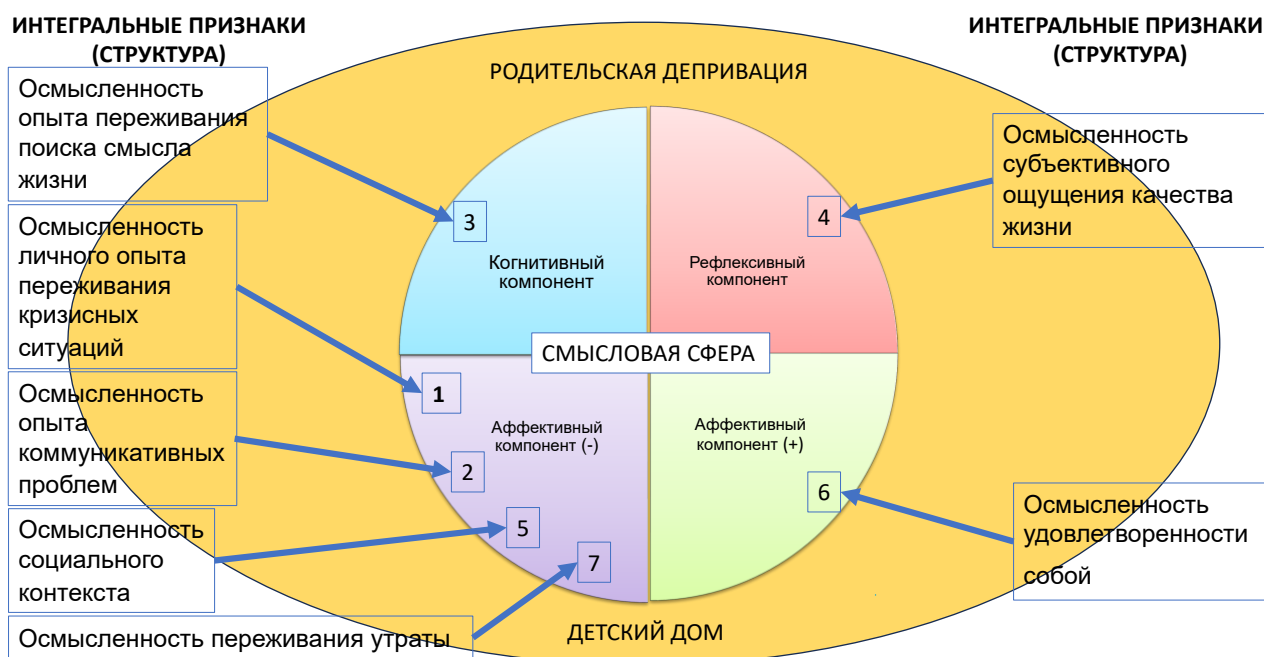 ИНТЕГРАЛЬНЫЕ ПРИЗНАКИ
(СТРУКТУРА)
ИНТЕГРАЛЬНЫЕ ПРИЗНАКИ
(СТРУКТУРА)
РОДИТЕЛЬСКАЯ ДЕПРИВАЦИЯ
Осмысленность
опыта переживания
поиска смысла
жизни
Осмысленность
субъективного
ощущения качества
жизни
3
4
Когнитивный
компонент
Рефлексивный
компонент
Осмысленность
личного опыта
переживания
кризисных
ситуаций
СМЫСЛОВАЯ СФЕРА
1
Осмысленность
опыта
коммуникативных
проблем
Аффективный
компонент (-)
Аффективный
компонент (+)
2
6
5
7
Осмысленность
социального
контекста
Осмысленность
удовлетворенности
собой
Осмысленность переживания утраты
ДЕТСКИЙ ДОМ